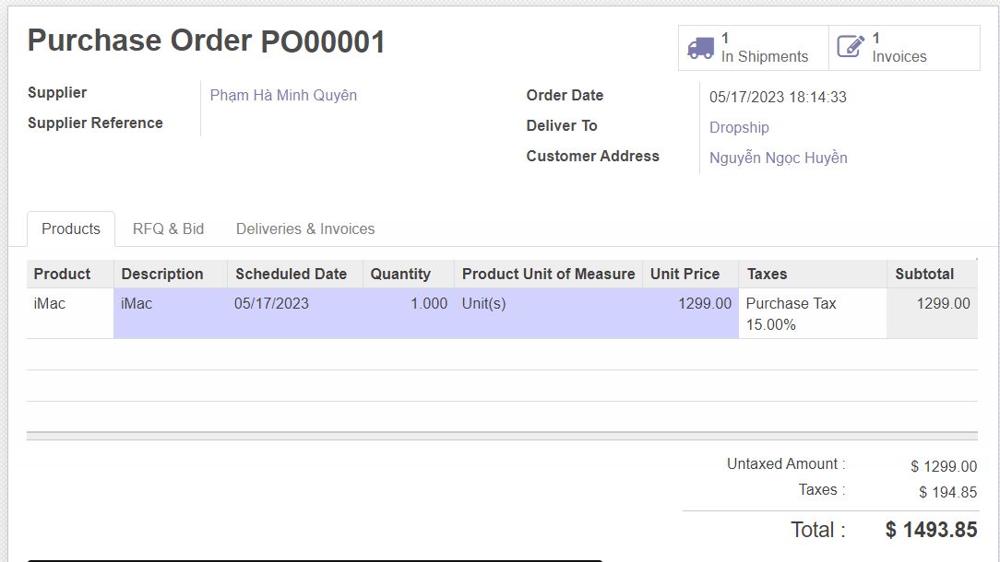 Purchase Order PO00001
1
In Shipments
1
Invoices
Supplier
Phạm Hà Minh Quyên
Supplier Reference
Order Date
05/17/2023 18:14:33
Deliver To
Dropship
Customer Address
Nguyễn Ngọc Huyền
Products
RFQ & Bid
Deliveries & Invoices
Product Description Scheduled Date Quantity Product Unit of Measure Unit Price Taxes Subtotal
iMac iMac 05/17/2023 1.000 Unit(s) 1299.00 Purchase Tax 1299.00
15.00%
Untaxed Amount : $ 1299.00
Taxes : $ 194.85
Total : $ 1493.85